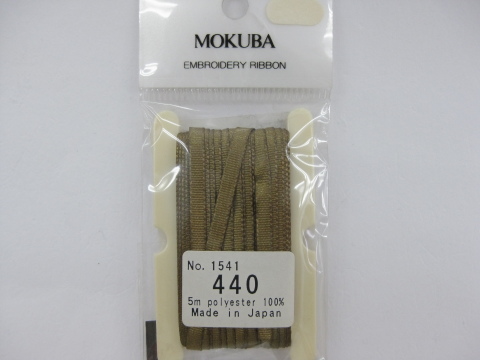 MOKUBA
EMBROIDERY RIBBON
No. 1541
440
5m polyester 100%
Made in Japan